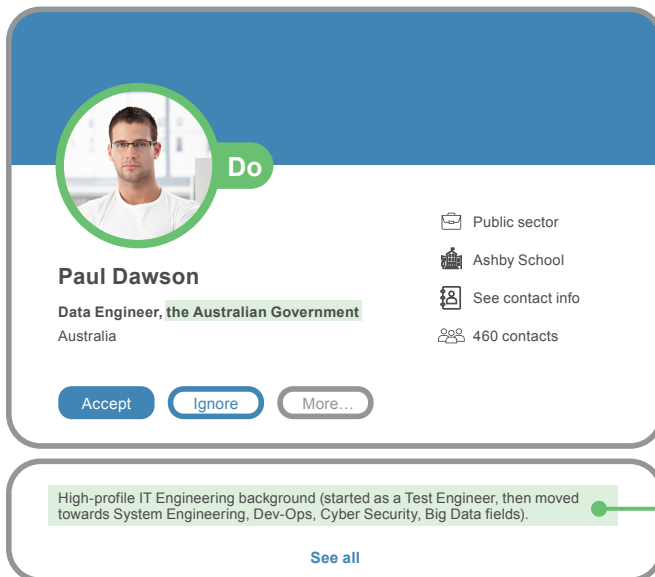 Do
Paul Dawson
Data Engineer, the Australian Government
Australia
Public sector
Ashby School
See contact info
460 contacts
Accept
Ignore
More…
High-profile IT Engineering background (started as a Test Engineer, then moved
towards System Engineering, Dev-Ops, Cyber Security, Big Data fields).
See all